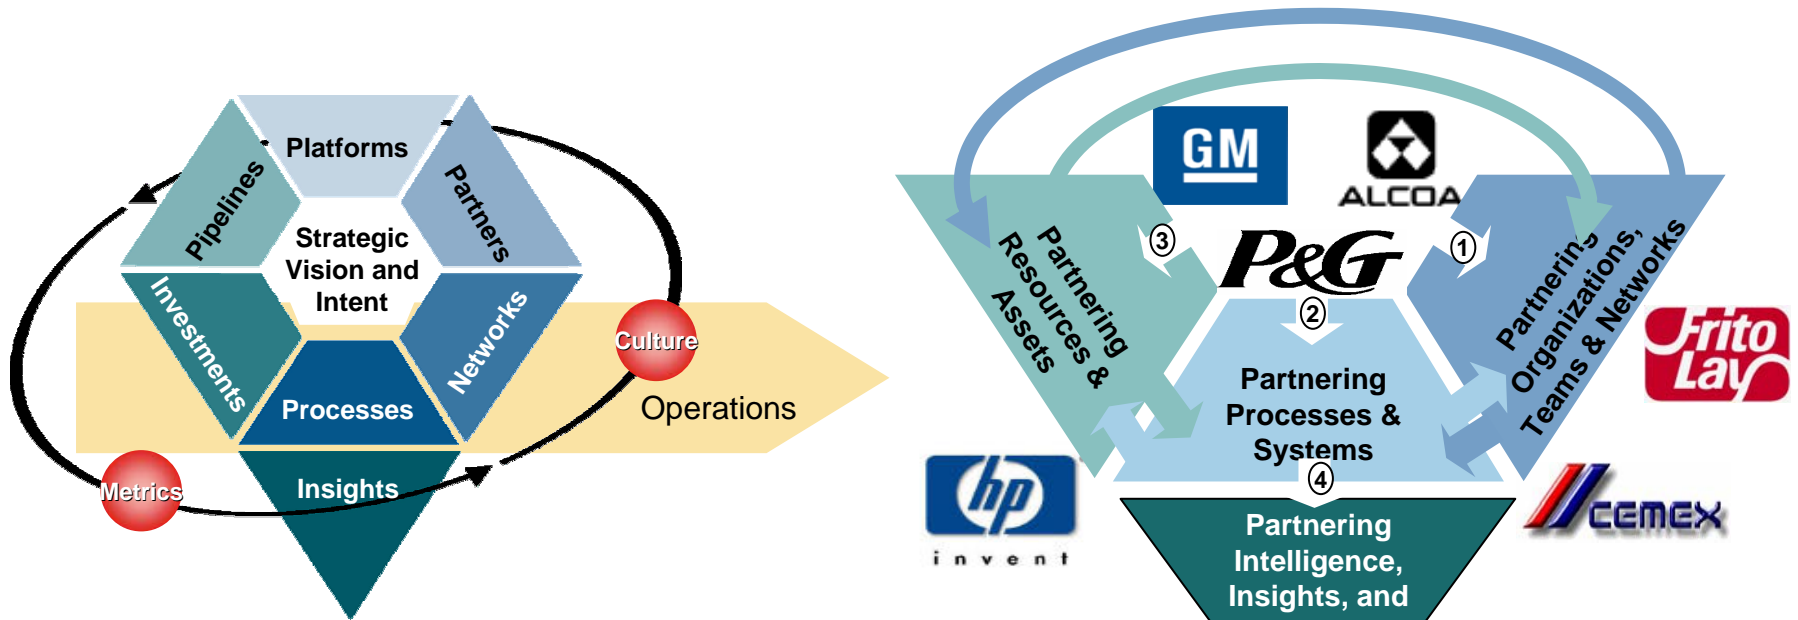 Platforms
Pipelines
Partners
Strategic
Vision and
Intent
Investments
Networks
Processes
Culture
Operations
Metrics
Insights
GM
ALCOA
P&G
3
1
2
Partnering
Resources &
Assets
Partnering
Organizations,
Teams & Networks
Partnering
Processes &
Systems
4
Frito
Lay
hp
invent
CEMEX
Partnering
Intelligence,
Insights, and